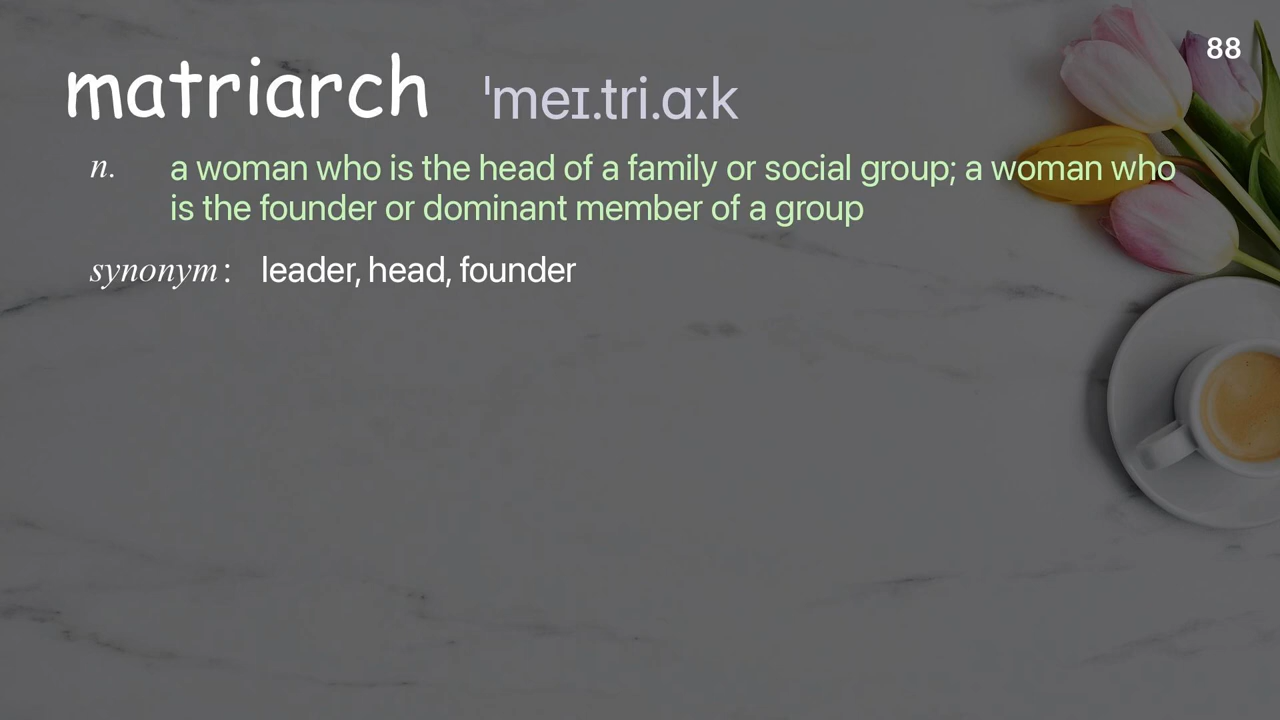 88
matriarch ˈmeɪ.tri.ɑːk
n. a woman who is the head of a family or social group; a woman who
is the founder or dominant member of a group
synonym: leader, head, founder